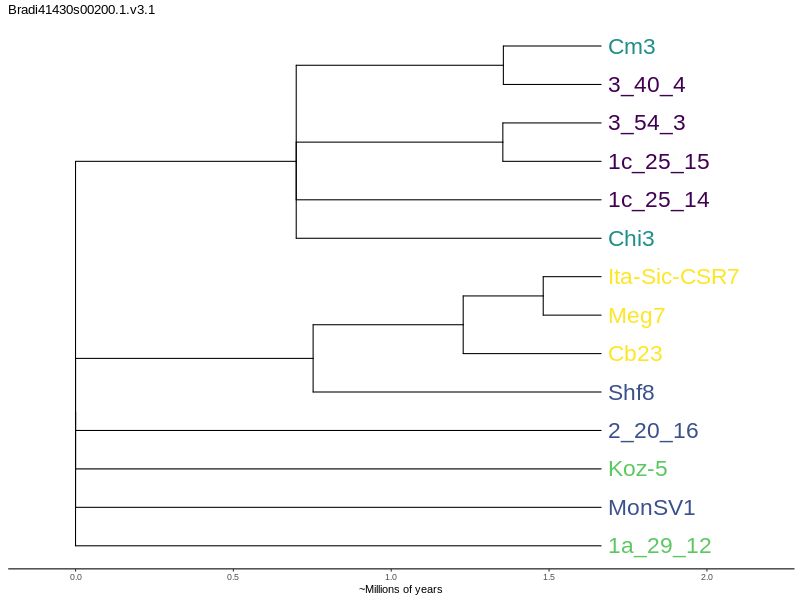 Bradi41430s00200.1.v3.1
Cm3
3_40_4
3_54_3
1c_25_15
1c_25_14
Chi3
Ita-Sic-CSR7
Meg7
Cb23
Shf8
2_20_16
Koz-5
MonSV1
1a_29_12
0.0 0.5 1.0 1.5 2.0
~Millions of years